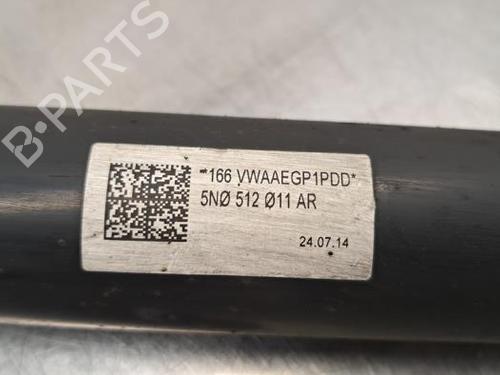 B-PARTS
**166 VWAAEGP1PDD*
5NØ 512 Ø11 AR
24.07.14